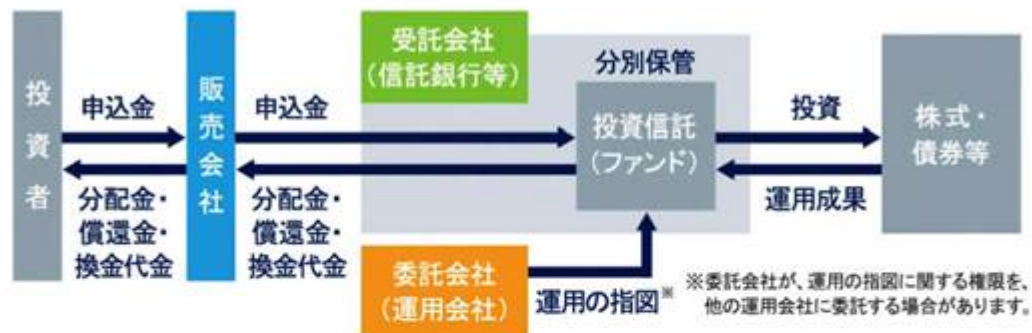 投資者
申込金
分配金・
償還金・
換金代金
販売会社
申込金
分配金・
償還金・
換金代金
受託会社
(信託銀行等)
分別保管
投資信託
(ファンド)
委託会社
(運用会社)
運用の指図※
投資
運用成果
株式・
債券等
※委託会社が、運用の指図に関する権限を、
他の運用会社に委託する場合があります。